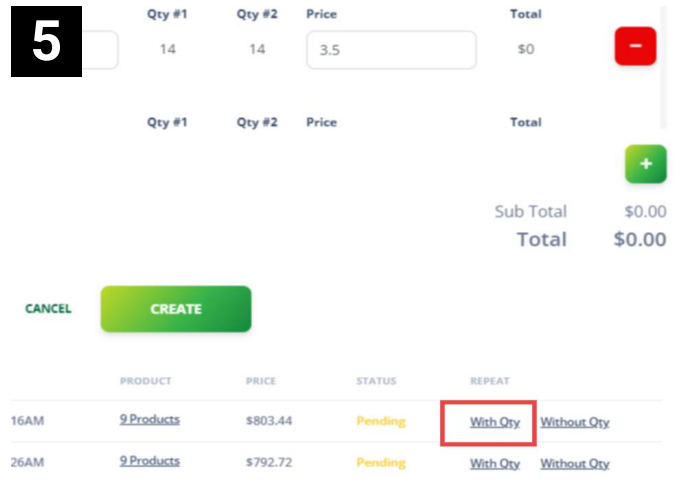 5
Qty #1 Qty #2 Price Total
14 14 3.5 $0 −
Qty #1 Qty #2 Price Total
+
Sub Total $0.00
Total $0.00
CANCEL CREATE
PRODUCT PRICE STATUS REPEAT
16AM 9 Products $803.44 Pending With Qty Without Qty
26AM 9 Products $792.72 Pending With Qty Without Qty